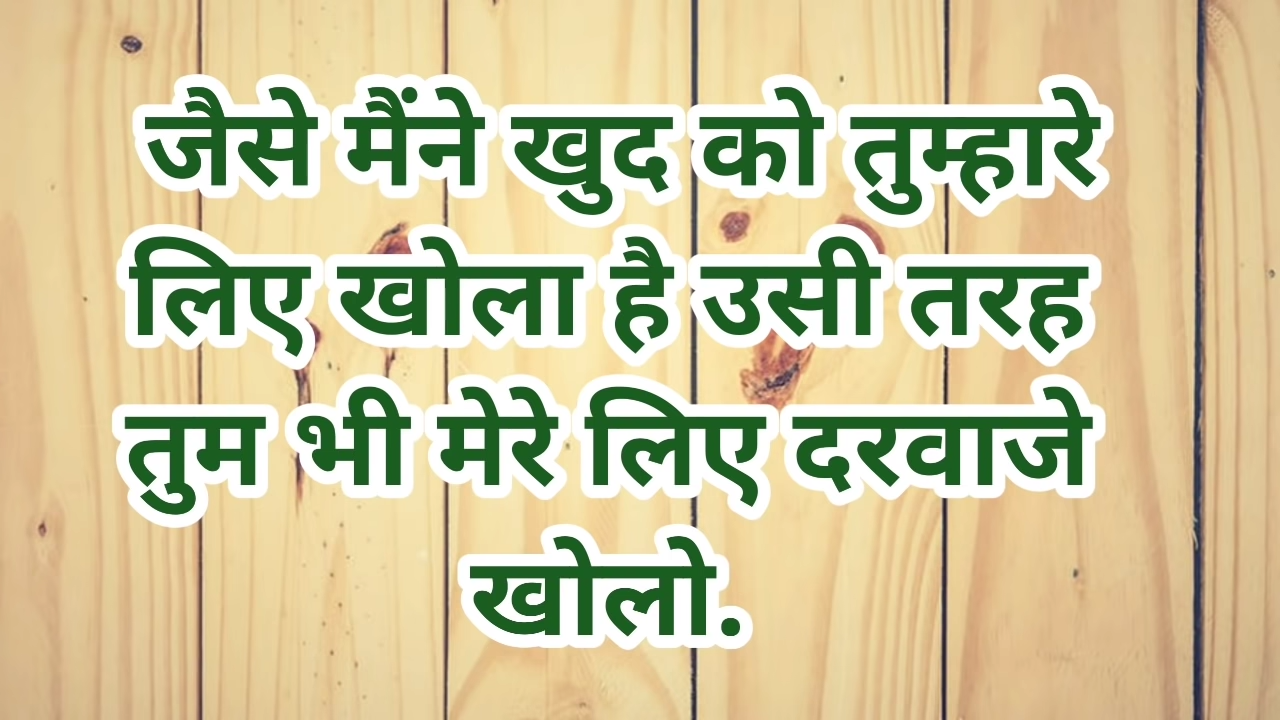 जैसे मैंने खुद को तुम्हारे
लिए खोला है उसी तरह
तुम भी मेरे लिए दरवाजे
खोलो.